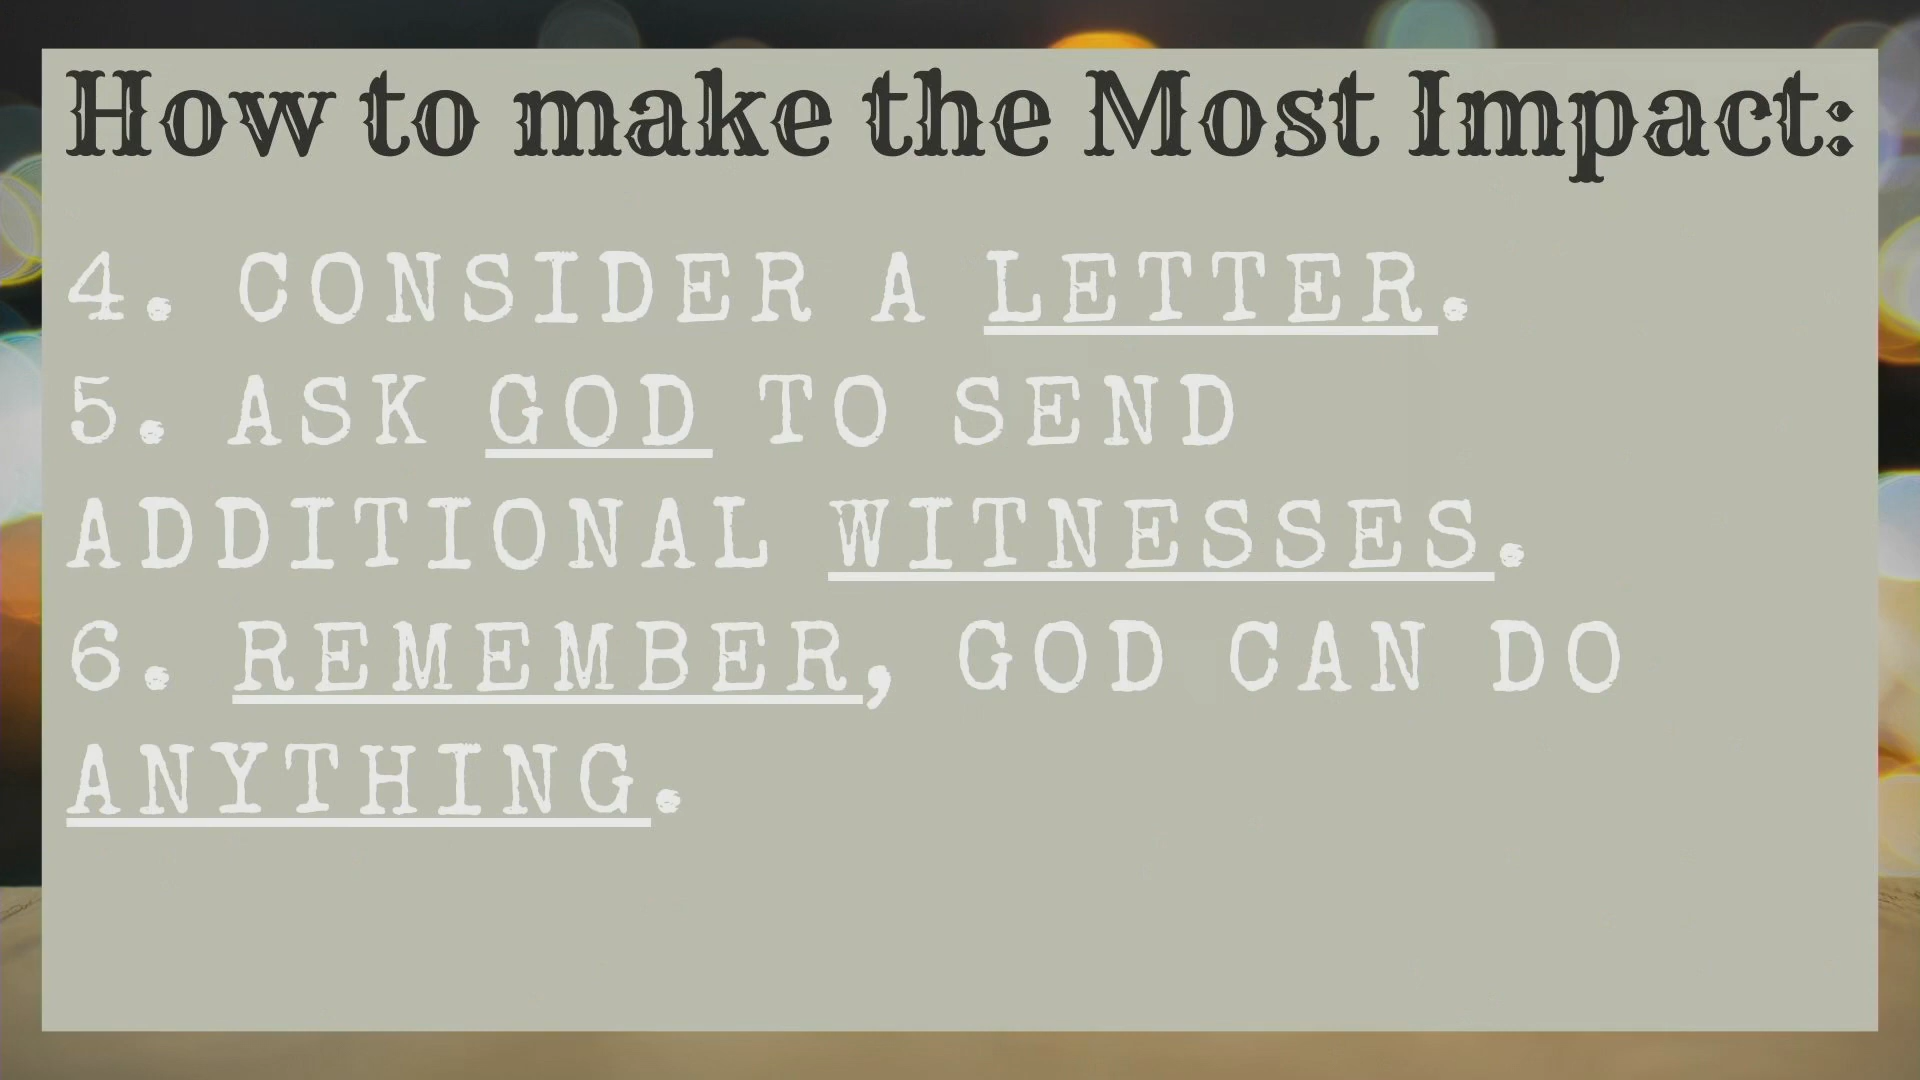 How to make the Most Impact:
4. CONSIDER A LETTER.
5. ASK GOD TO SEND
ADDITIONAL WITNESSES.
6. REMEMBER, GOD CAN DO
ANYTHING.